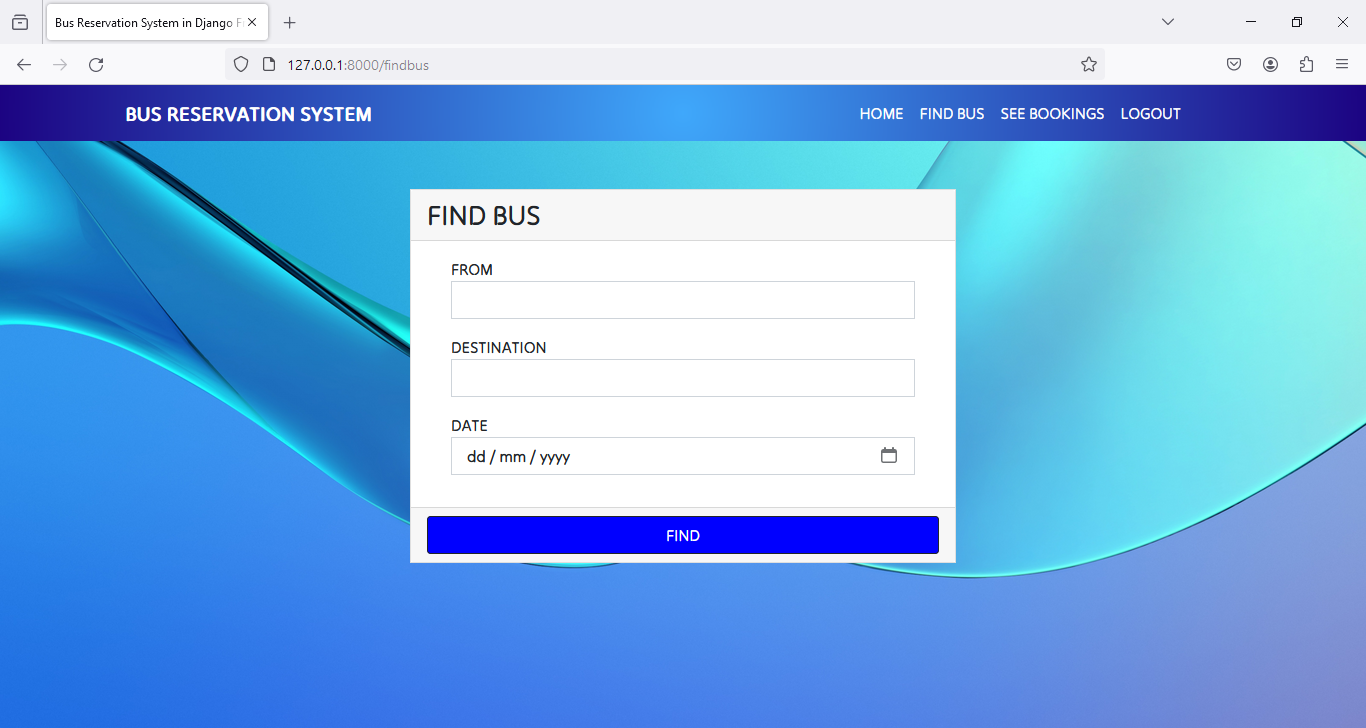 Bus Reservation System in Django
127.0.0.1:8000/findbus
BUS RESERVATION SYSTEM
HOME FIND BUS SEE BOOKINGS LOGOUT
FIND BUS
FROM
DESTINATION
DATE
dd / mm / yyyy
FIND